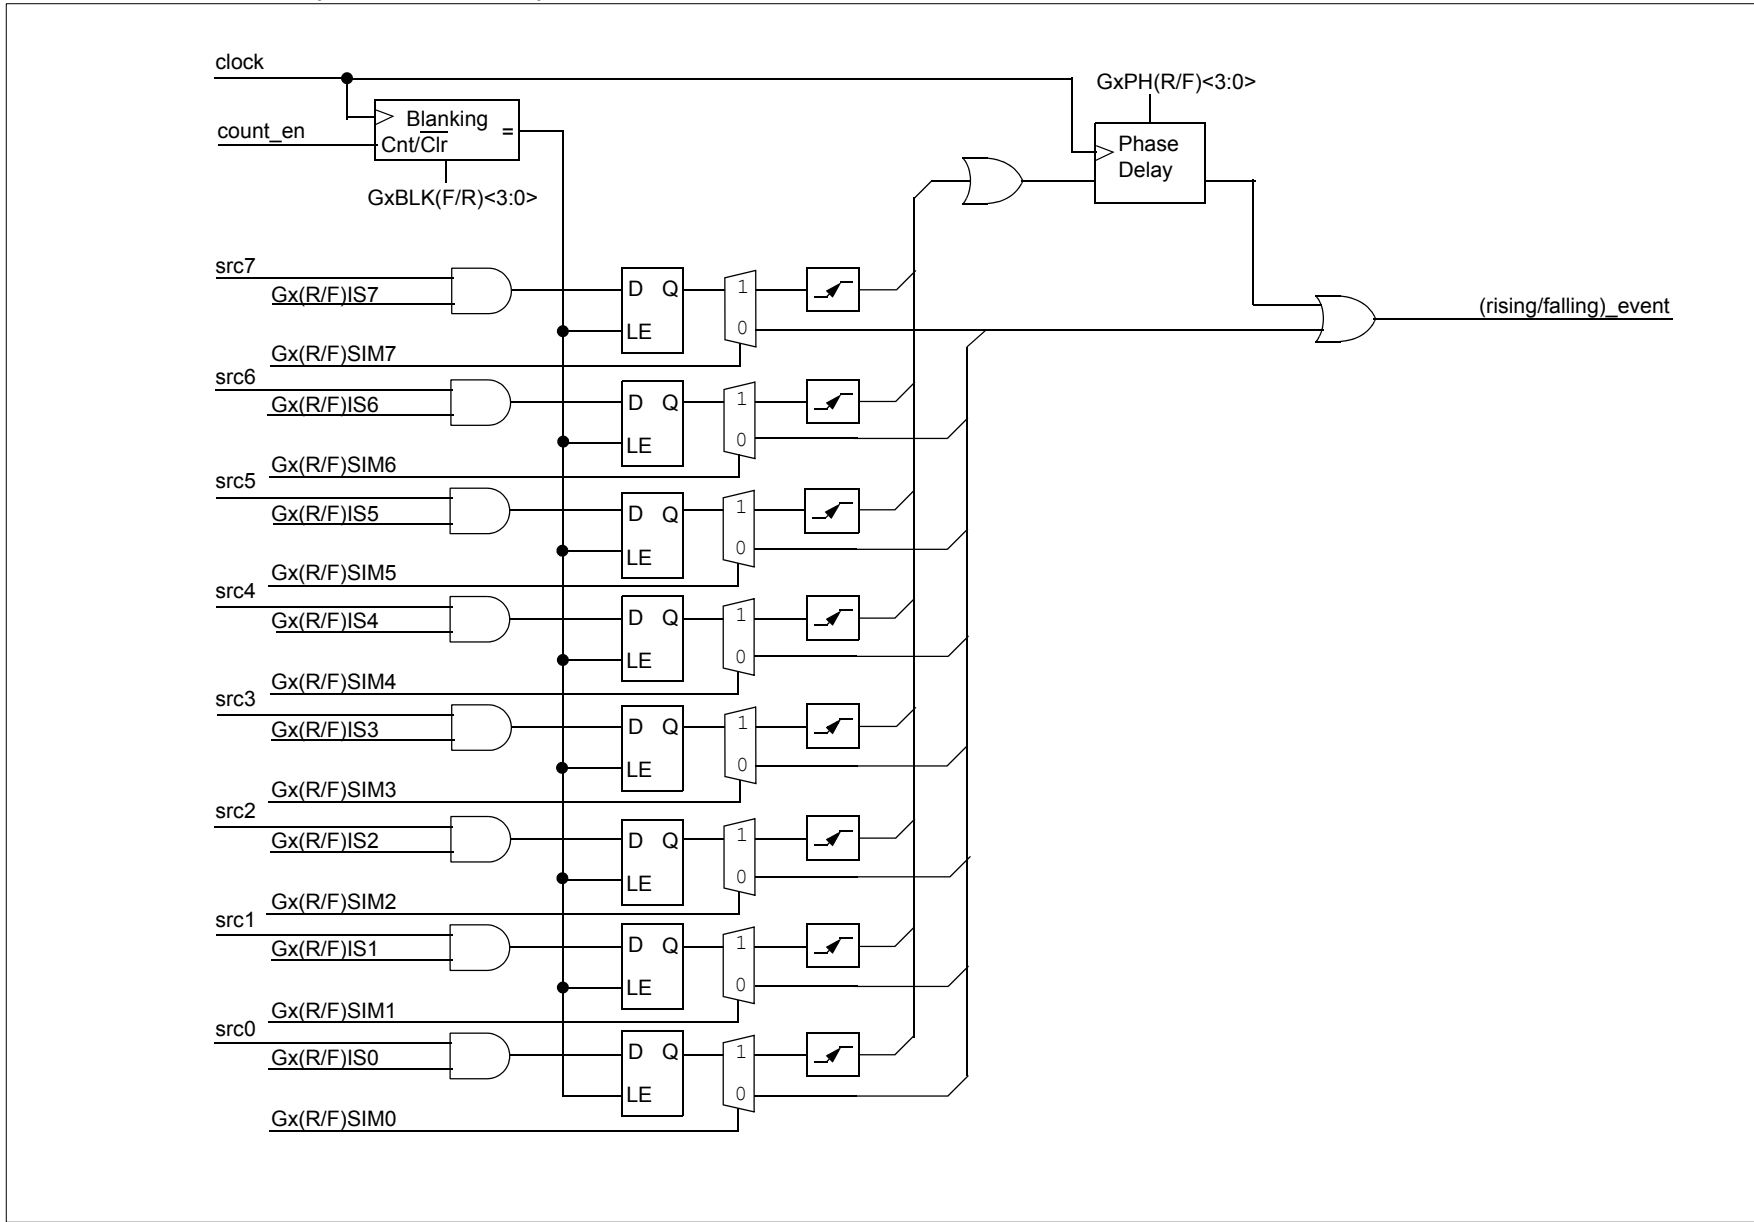 clock
GxPH(R/F)<3:0>
Blanking
=
count_en
Cnt/Clr
Phase
Delay
GxBLK(F/R)<3:0>
src7
Gx(R/F)IS7
D Q
1
LE
0
(rising/falling)_event
Gx(R/F)SIM7
src6
Gx(R/F)IS6
D Q
1
LE
0
Gx(R/F)SIM6
src5
Gx(R/F)IS5
D Q
1
LE
0
Gx(R/F)SIM5
src4
Gx(R/F)IS4
D Q
1
LE
0
Gx(R/F)SIM4
src3
Gx(R/F)IS3
D Q
1
LE
0
Gx(R/F)SIM3
src2
Gx(R/F)IS2
D Q
1
LE
0
Gx(R/F)SIM2
src1
Gx(R/F)IS1
D Q
1
LE
0
Gx(R/F)SIM1
src0
Gx(R/F)IS0
D Q
1
LE
0
Gx(R/F)SIM0